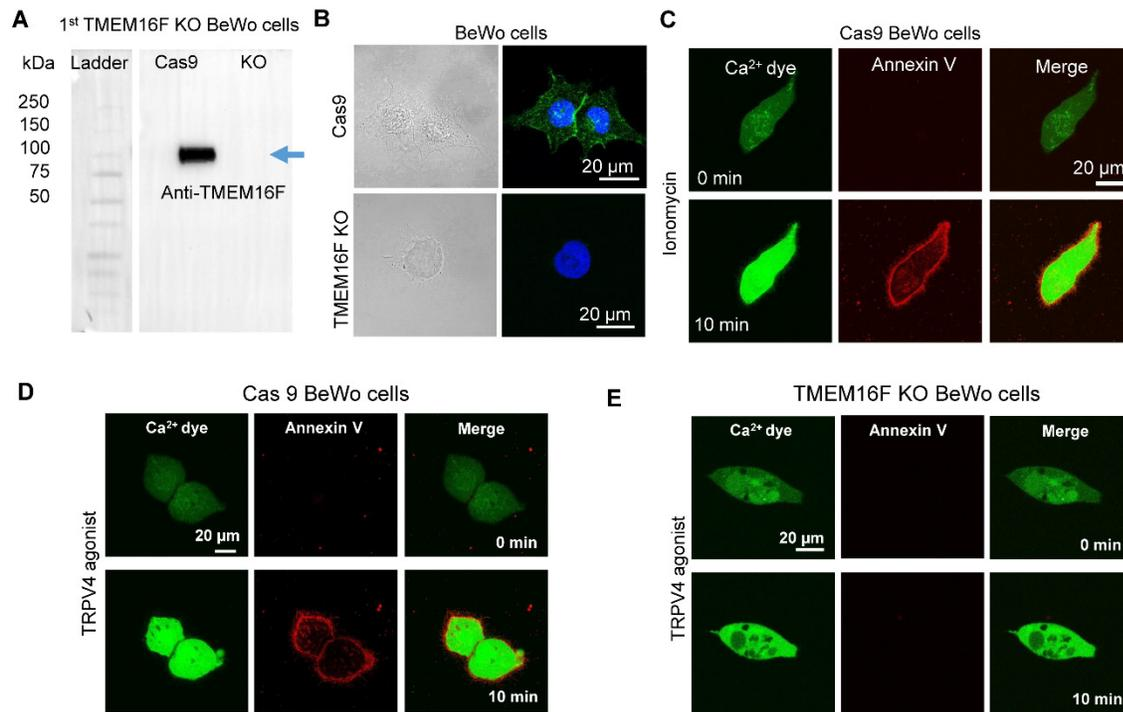 A
1st TMEM16F KO BeWo cells
kDa
Ladder
Cas9
KO
250
150
100
75
50
Anti-TMEM16F
B
BeWo cells
Cas9
20 µm
TMEM16F KO
20 µm
C
Cas9 BeWo cells
Ca2+ dye
Annexin V
Merge
Ionomycin
0 min
20 µm
10 min
D
Cas 9 BeWo cells
Ca2+ dye
Annexin V
Merge
TRPV4 agonist
20 µm
0 min
10 min
E
TMEM16F KO BeWo cells
Ca2+ dye
Annexin V
Merge
TRPV4 agonist
20 µm
0 min
10 min